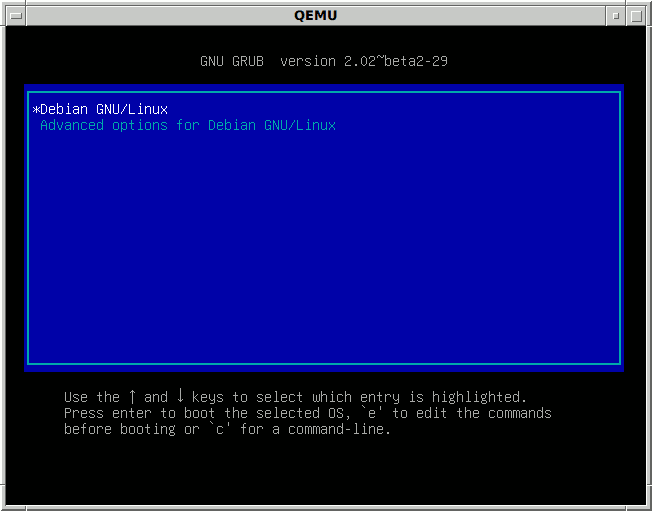 QEMU
GNU GRUB  version 2.02~beta2-29
*Debian GNU/Linux
Advanced options for Debian GNU/Linux
Use the ↑ and ↓ keys to select which entry is highlighted.
Press enter to boot the selected OS, `e' to edit the commands
before booting or `c' for a command-line.